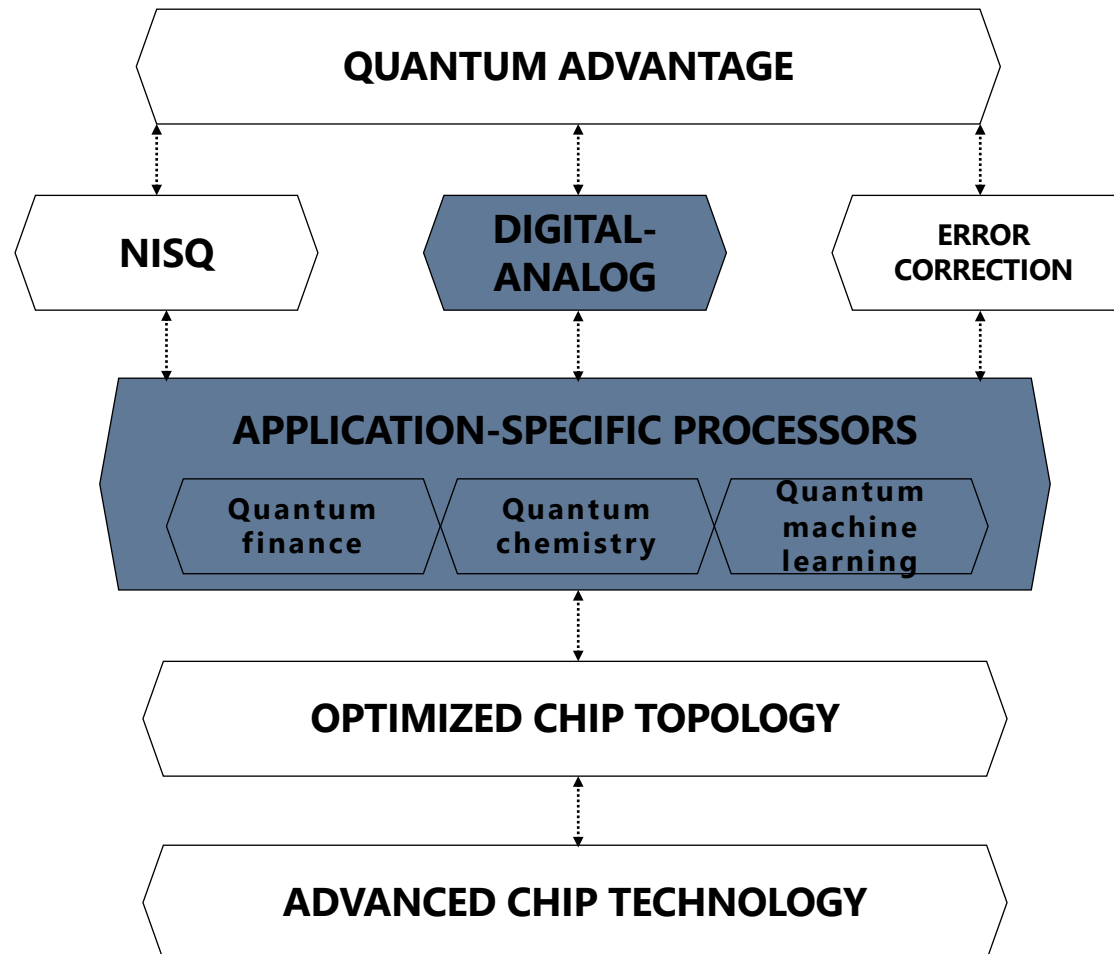 QUANTUM ADVANTAGE
NISQ
DIGITAL-
ANALOG
ERROR
CORRECTION
APPLICATION-SPECIFIC PROCESSORS
Quantum
finance
Quantum
chemistry
Quantum
machine
learning
OPTIMIZED CHIP TOPOLOGY
ADVANCED CHIP TECHNOLOGY